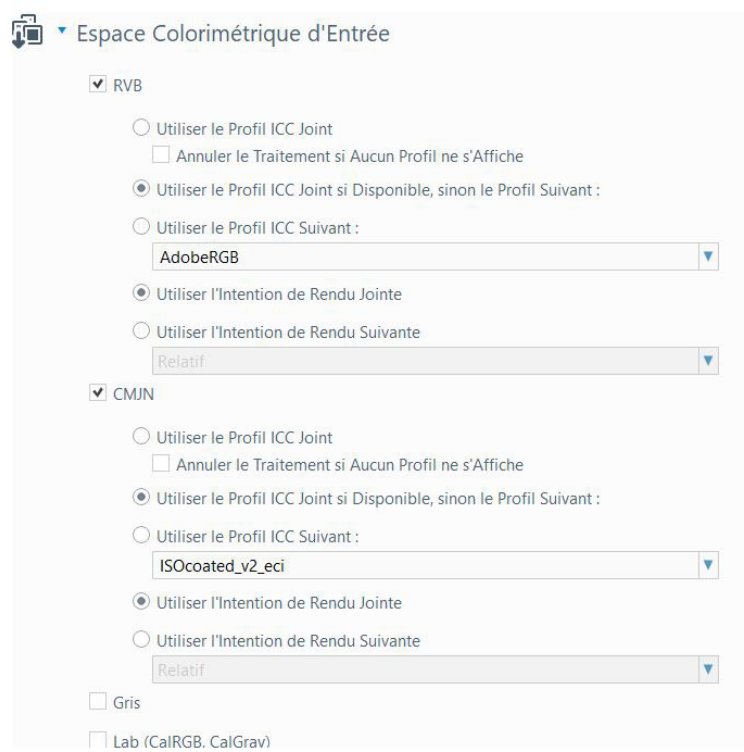 Espace Colorimétrique d'Entrée
RVB
Utiliser le Profil ICC Joint
Annuler le Traitement si Aucun Profil ne s'Affiche
Utiliser le Profil ICC Joint si Disponible, sinon le Profil Suivant :
Utiliser le Profil ICC Suivant :
AdobeRGB
Utiliser l'Intention de Rendu Jointe
Utiliser l'Intention de Rendu Suivante
Relatif
CMJN
Utiliser le Profil ICC Joint
Annuler le Traitement si Aucun Profil ne s'Affiche
Utiliser le Profil ICC Joint si Disponible, sinon le Profil Suivant :
Utiliser le Profil ICC Suivant :
ISOcoated_v2_eci
Utiliser l'Intention de Rendu Jointe
Utiliser l'Intention de Rendu Suivante
Relatif
Gris
Lab (CalRGB, CalGray)